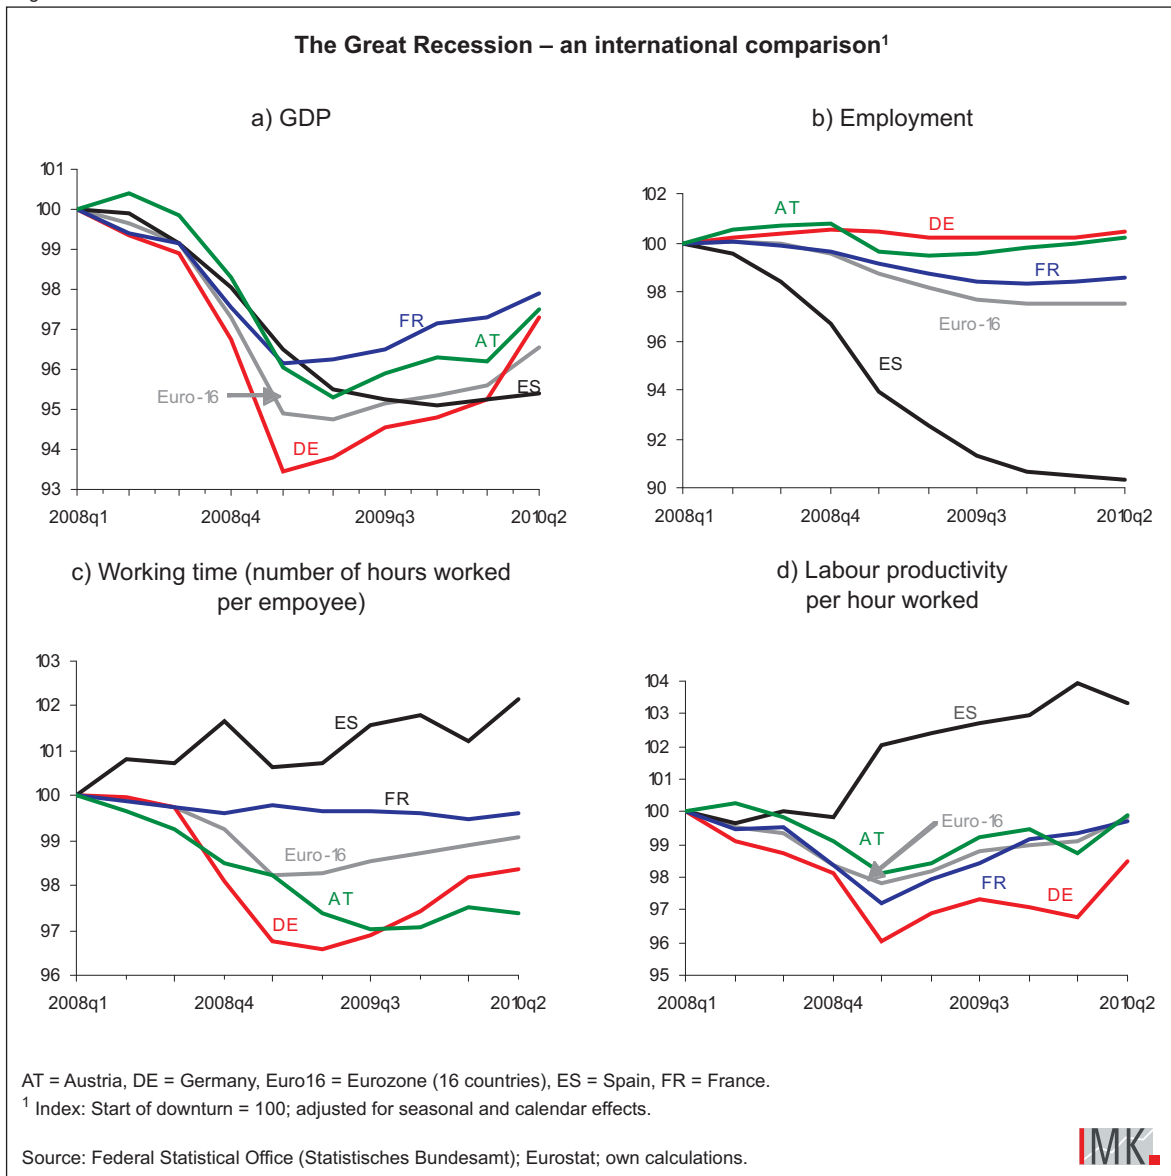 The Great Recession – an international comparison¹
a) GDP
101
100
99
98
97
96
95
94
93
2008q1
2008q4
2009q3
2010q2
FR
AT
ES
Euro-16
DE
b) Employment
102
100
98
96
94
92
90
2008q1
2008q4
2009q3
2010q2
AT
DE
FR
Euro-16
ES
c) Working time (number of hours worked
per empoyee)
103
102
101
100
99
98
97
96
2008q1
2008q4
2009q3
2010q2
ES
FR
Euro-16
AT
DE
d) Labour productivity
per hour worked
104
103
102
101
100
99
98
97
96
95
2008q1
2008q4
2009q3
2010q2
ES
Euro-16
AT
FR
DE
AT = Austria, DE = Germany, Euro16 = Eurozone (16 countries), ES = Spain, FR = France.
¹ Index: Start of downturn = 100; adjusted for seasonal and calendar effects.
Source: Federal Statistical Office (Statistisches Bundesamt); Eurostat; own calculations.
IMK